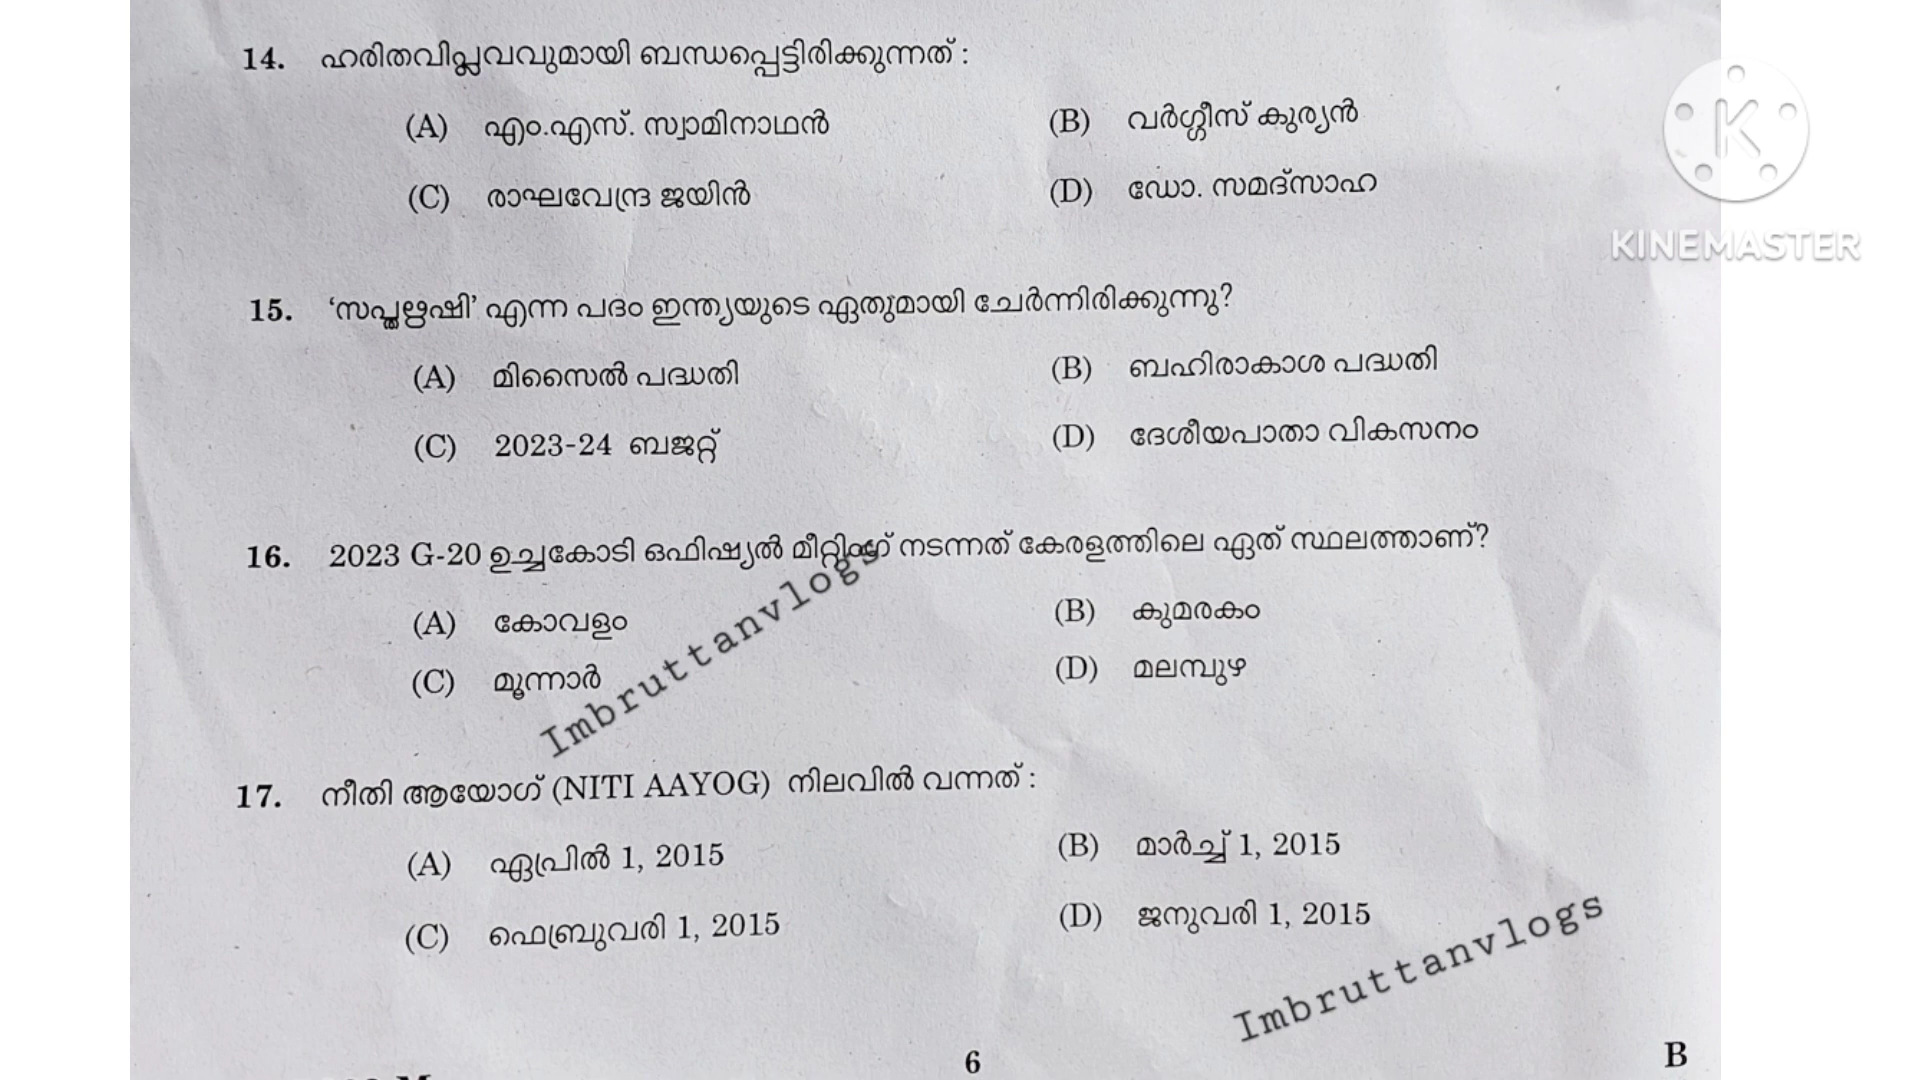 14. ഹരിതവിപ്ലവവുമായി ബന്ധപ്പെട്ടിരിക്കുന്നത് :
(A) എം.എസ്. സ്വാമിനാഥൻ (B) വർഗ്ഗീസ് കുര്യൻ
(C) രാഘവേന്ദ്ര ജയിൻ (D) ഡോ. സമദ്സാഹ
KINEMASTER
15. ‘സപ്തഋഷി’ എന്ന പദം ഇന്ത്യയുടെ ഏതുമായി ചേർന്നിരിക്കുന്നു?
(A) മിസൈൽ പദ്ധതി (B) ബഹിരാകാശ പദ്ധതി
(C) 2023-24 ബജറ്റ് (D) ദേശീയപാതാ വികസനം
16. 2023 G-20 ഉച്ചകോടി ഒഫിഷ്യൽ മീറ്റിംഗ് നടന്നത് കേരളത്തിലെ ഏത് സ്ഥലത്താണ്?
(A) കോവളം (B) കുമരകം
(C) മൂന്നാർ (D) മലമ്പുഴ
Imbruttanvlogs
17. നീതി ആയോഗ് (NITI AAYOG) നിലവിൽ വന്നത് :
(A) ഏപ്രിൽ 1, 2015 (B) മാർച്ച് 1, 2015
(C) ഫെബ്രുവരി 1, 2015 (D) ജനുവരി 1, 2015
Imbruttanvlogs
6 B